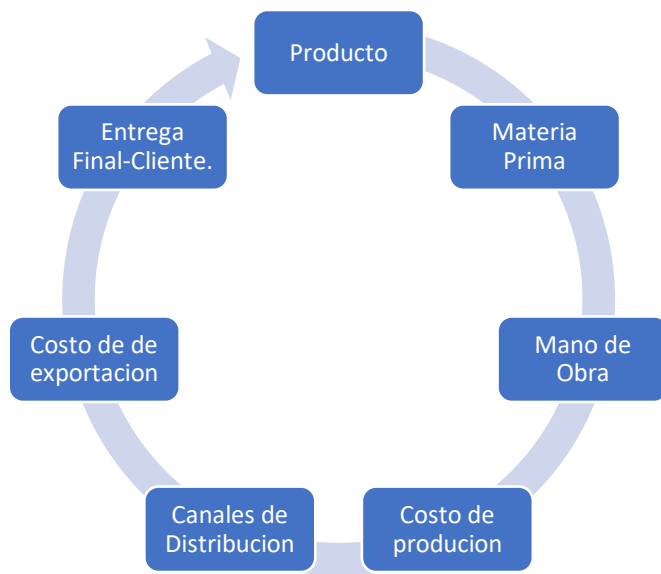 Producto
Materia
Prima
Mano de
Obra
Costo de
producion
Canales de
Distribucion
Costo de de
exportacion
Entrega
Final-Cliente.